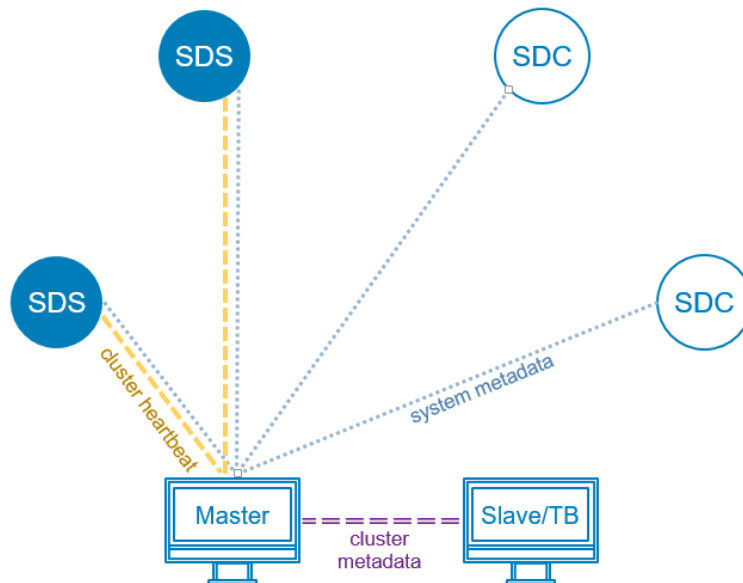 SDS
SDC
SDS
SDC
cluster heartbeat
system metadata
Master
Slave/TB
cluster
metadata